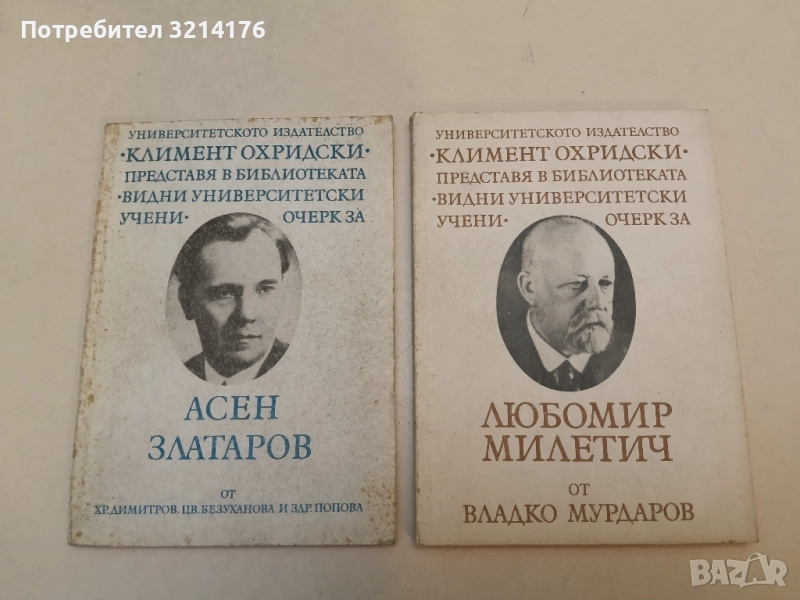 Потребител 3214176
УНИВЕРСИТЕТСКОТО ИЗДАТЕЛСТВО
·КЛИМЕНТ ОХРИДСКИ·
ПРЕДСТАВЯ В БИБЛИОТЕКАТА
·ВИДНИ УНИВЕРСИТЕТСКИ
УЧЕНИ· ОЧЕРК ЗА
АСЕН
ЗЛАТАРОВ
ОТ
ХР. ДИМИТРОВ, ЦВ. БЕЗУХАНОВА И ЗДР. ПОПОВА
УНИВЕРСИТЕТСКОТО ИЗДАТЕЛСТВО
·КЛИМЕНТ ОХРИДСКИ·
ПРЕДСТАВЯ В БИБЛИОТЕКАТА
·ВИДНИ УНИВЕРСИТЕТСКИ
УЧЕНИ· ОЧЕРК ЗА
ЛЮБОМИР
МИЛЕТИЧ
ОТ
ВЛАДКО МУРДАРОВ
BAZAR